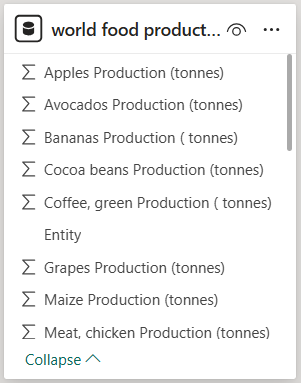 world food product...
Apples Production (tonnes)
Avocados Production (tonnes)
Bananas Production ( tonnes)
Cocoa beans Production (tonnes)
Coffee, green Production ( tonnes)
Entity
Grapes Production (tonnes)
Maize Production (tonnes)
Meat, chicken Production (tonnes)
Collapse